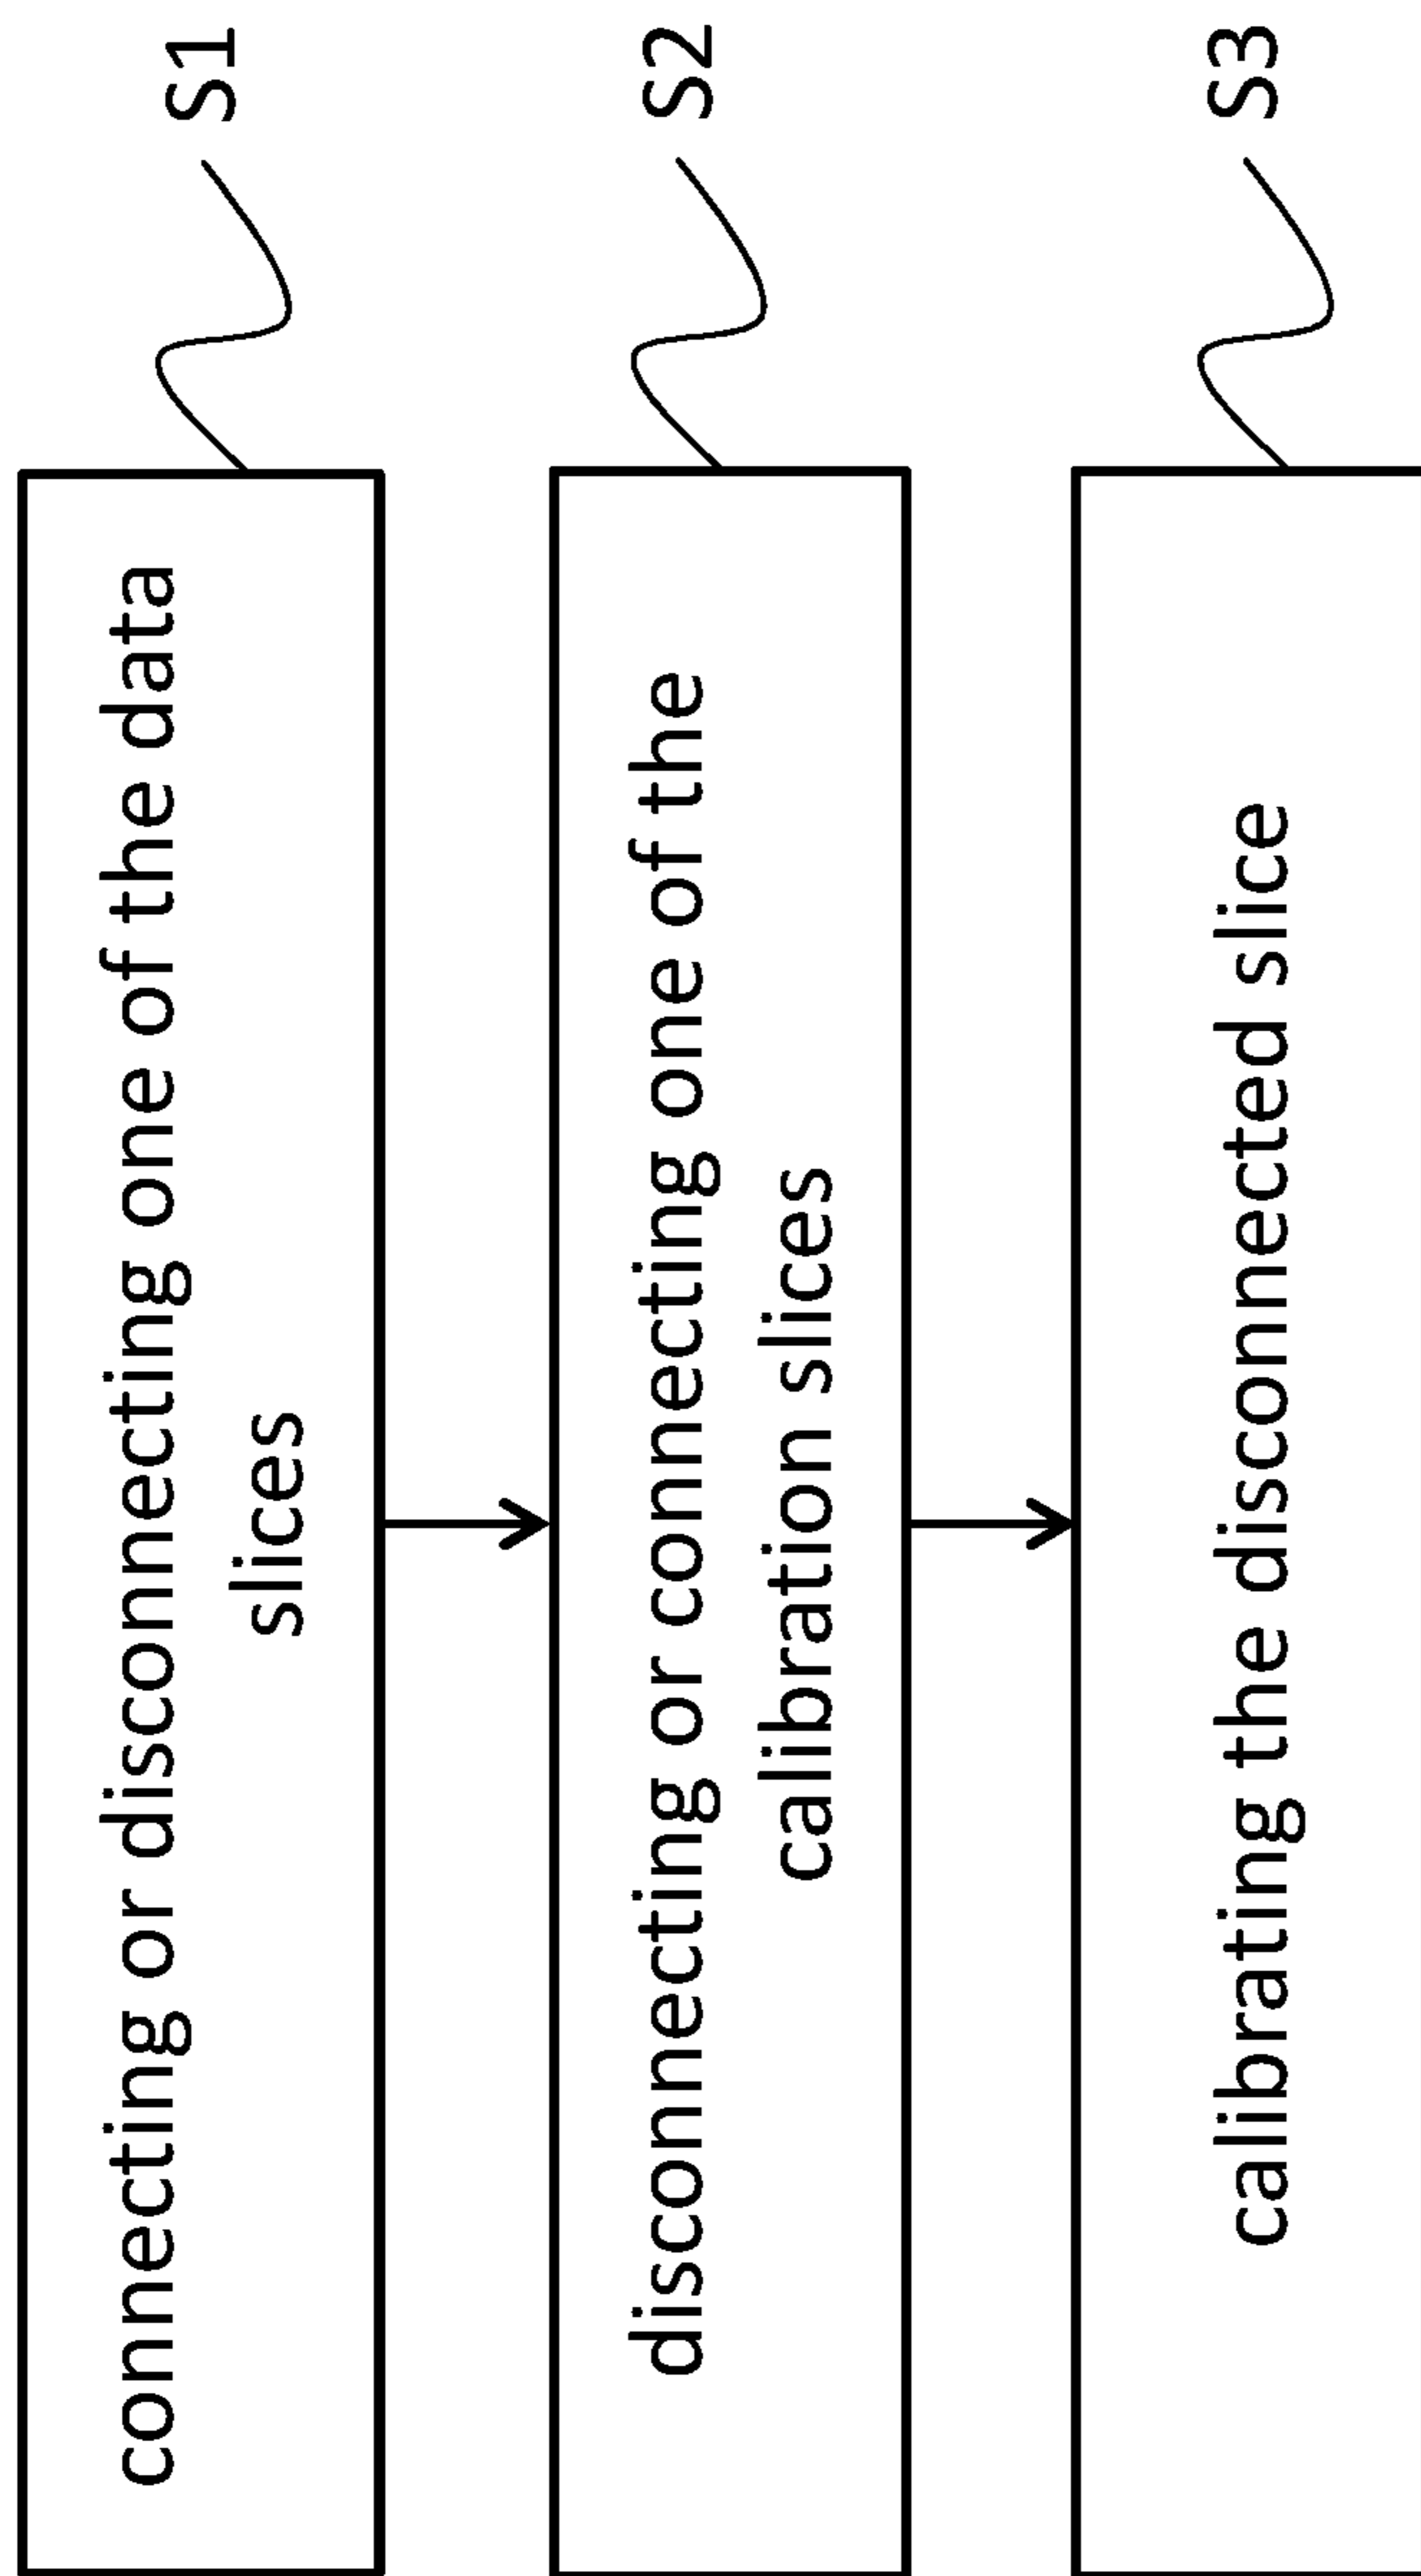 connecting or disconnecting one of the data
slices
S1
disconnecting or connecting one of the
calibration slices
S2
calibrating the disconnected slice
S3